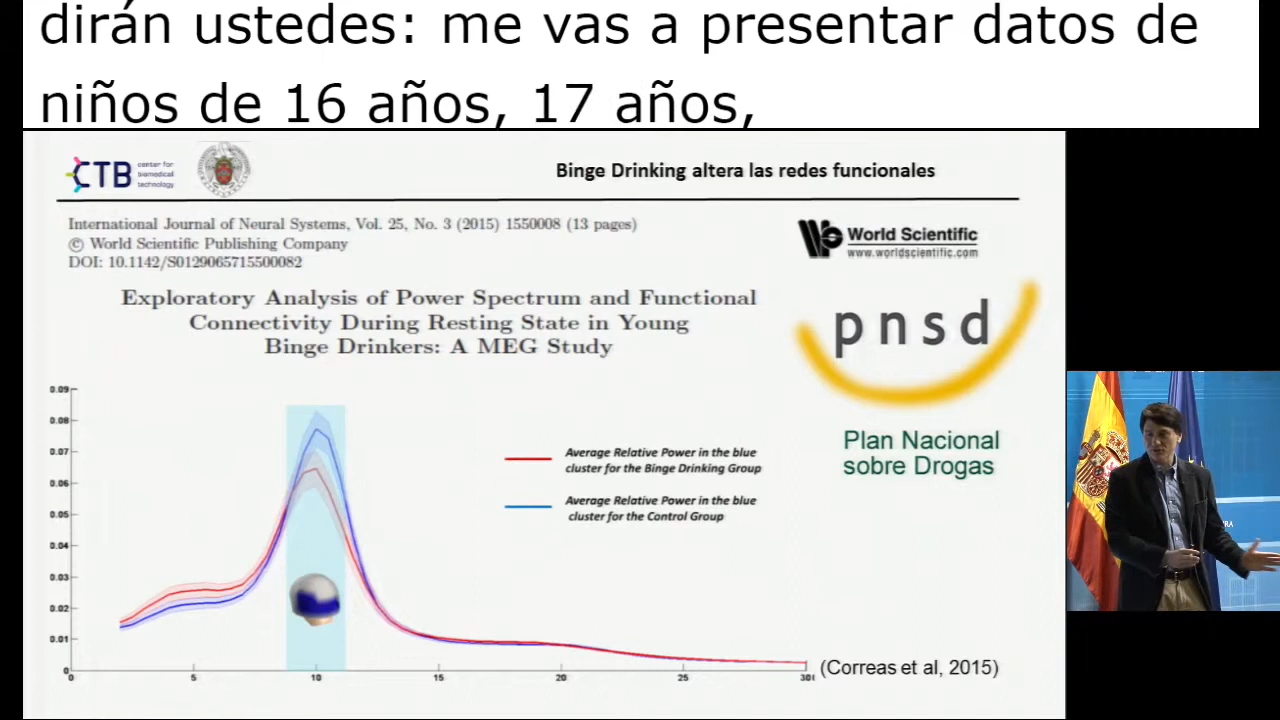 dirán ustedes: me vas a presentar datos de
niños de 16 años, 17 años,
CTB
center for
biomedical
technology
Binge Drinking altera las redes funcionales
International Journal of Neural Systems, Vol. 25, No. 3 (2015) 1550008 (13 pages)
© World Scientific Publishing Company
DOI: 10.1142/S0129065715500082
World Scientific
www.worldscientific.com
Exploratory Analysis of Power Spectrum and Functional
Connectivity During Resting State in Young
Binge Drinkers: A MEG Study
pnsd
Plan Nacional
sobre Drogas
0.09
0.08
0.07
0.06
0.05
0.04
0.03
0.02
0.01
0
Average Relative Power in the blue
cluster for the Binge Drinking Group
Average Relative Power in the blue
cluster for the Control Group
0 5 10 15 20 25 30
(Correas et al, 2015)